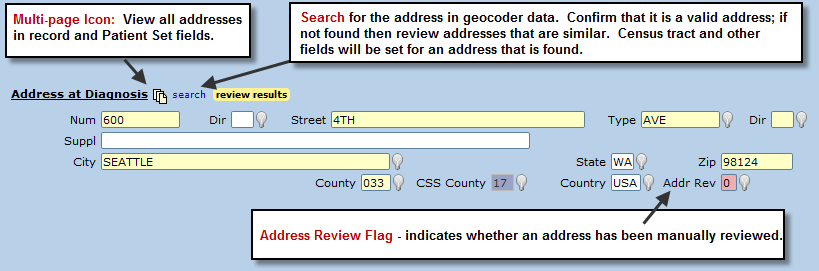 Multi-page Icon: View all addresses
in record and Patient Set fields.
Search for the address in geocoder data. Confirm that it is a valid address; if
not found then review addresses that are similar. Census tract and other
fields will be set for an address that is found.
Address at Diagnosis search review results
Num 600 Dir Street 4TH Type AVE Dir
Suppl
City SEATTLE State WA Zip 98124
County 033 CSS County 17 Country USA Addr Rev 0
Address Review Flag - indicates whether an address has been manually reviewed.